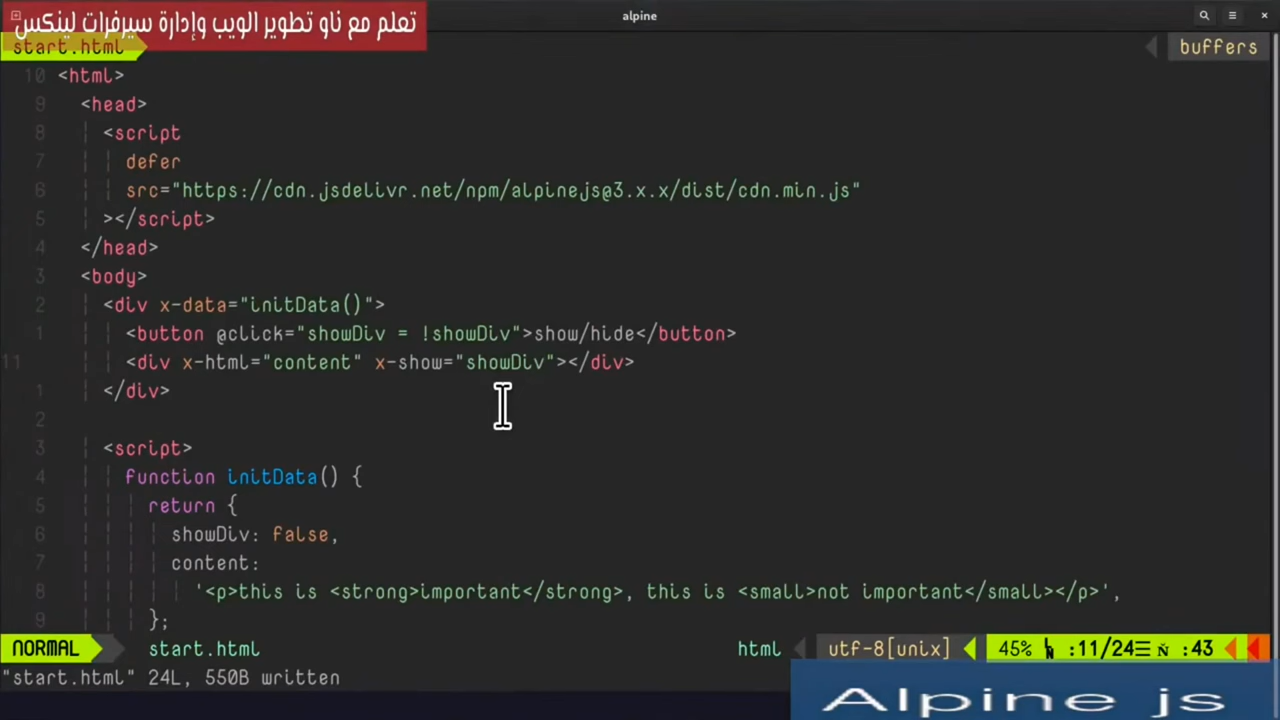 alpine
تعلم مع ناو تطوير الويب وإدارة سيرفرات لينكس
start.html
buffers
10 <html>
9 <head>
8 <script
7 defer
6 src="https://cdn.jsdelivr.net/npm/alpinejs@3.x.x/dist/cdn.min.js"
5 ></script>
4 </head>
3 <body>
2 <div x-data="initData()">
1 <button @click="showDiv = !showDiv">show/hide</button>
11 <div x-html="content" x-show="showDiv"></div>
1 </div>
2
3 <script>
4 function initData() {
5 return {
6 showDiv: false,
7 content:
8 '<p>this is <strong>important</strong>, this is <small>not important</small></p>',
9 };
NORMAL start.html html utf-8[unix] 45% :11/24 :43
"start.html" 24L, 550B written
Alpine js